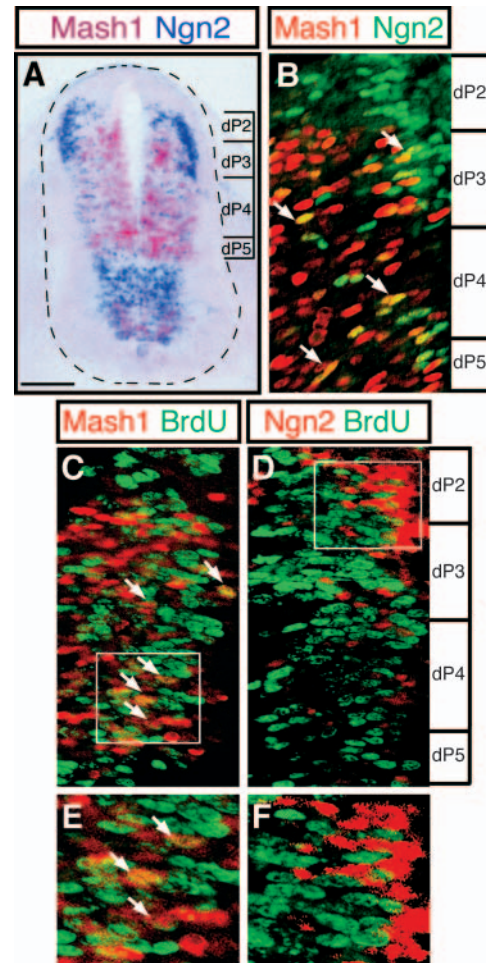 Mash1 Ngn2
Mash1 Ngn2
A
dP2
dP3
dP4
dP5
B
dP2
dP3
dP4
dP5
Mash1 BrdU
Ngn2 BrdU
C
D
dP2
dP3
dP4
dP5
E
F